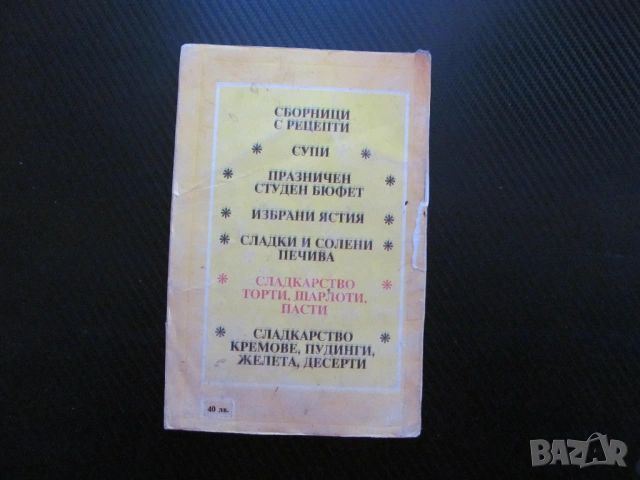 СБОРНИЦИ
С РЕЦЕПТИ
* СУПИ *
* ПРАЗНИЧЕН *
СТУДЕН БЮФЕТ
* ИЗБРАНИ ЯСТИЯ *
* СЛАДКИ И СОЛЕНИ *
ПЕЧИВА
* СЛАДКАРСТВО *
ТОРТИ, ШАРЛОТИ,
ПАСТИ
* СЛАДКАРСТВО *
КРЕМОВЕ, ПУДИНГИ,
ЖЕЛЕТА, ДЕСЕРТИ
40 лв.
BAZAR